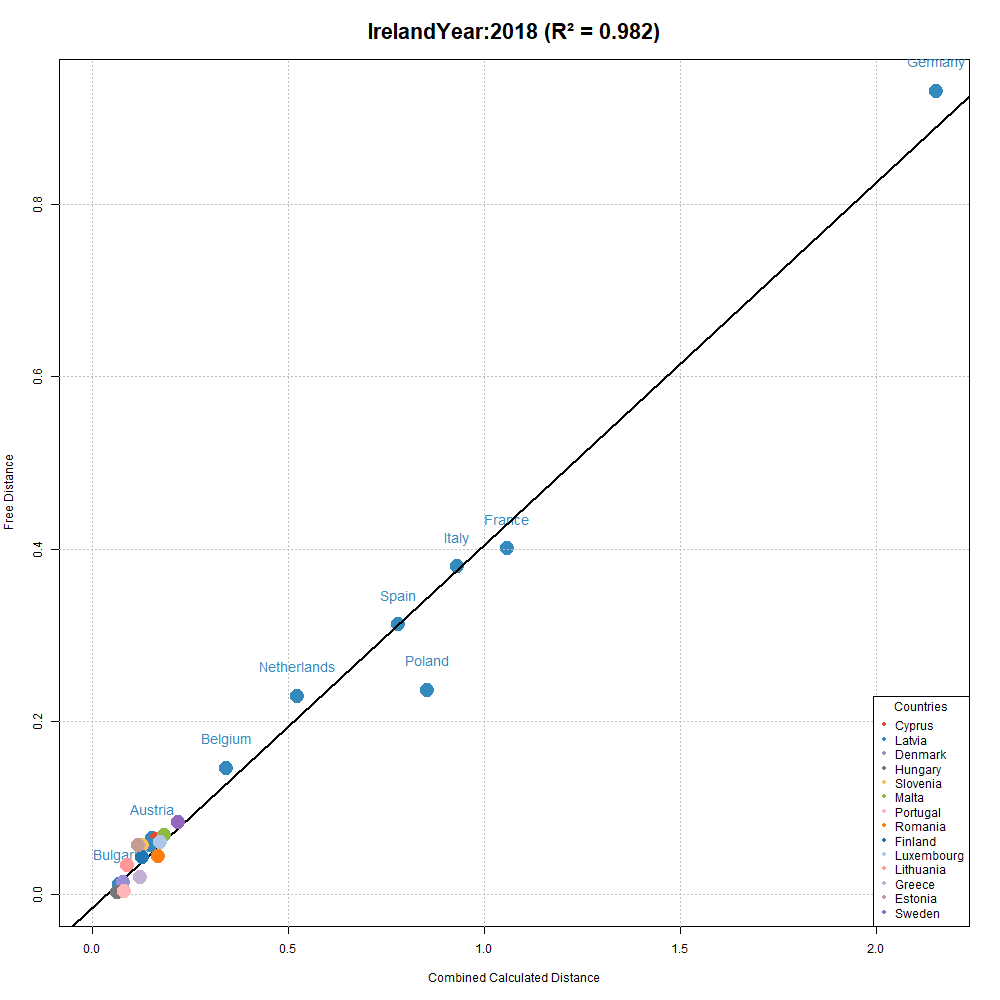 IrelandYear:2018 (R² = 0.982)
Germany
France
Italy
Spain
Poland
Netherlands
Belgium
Austria
Bulgar
Free Distance
0.0
0.2
0.4
0.6
0.8
0.0
0.5
1.0
1.5
2.0
Combined Calculated Distance
Countries
Cyprus
Latvia
Denmark
Hungary
Slovenia
Malta
Portugal
Romania
Finland
Luxembourg
Lithuania
Greece
Estonia
Sweden